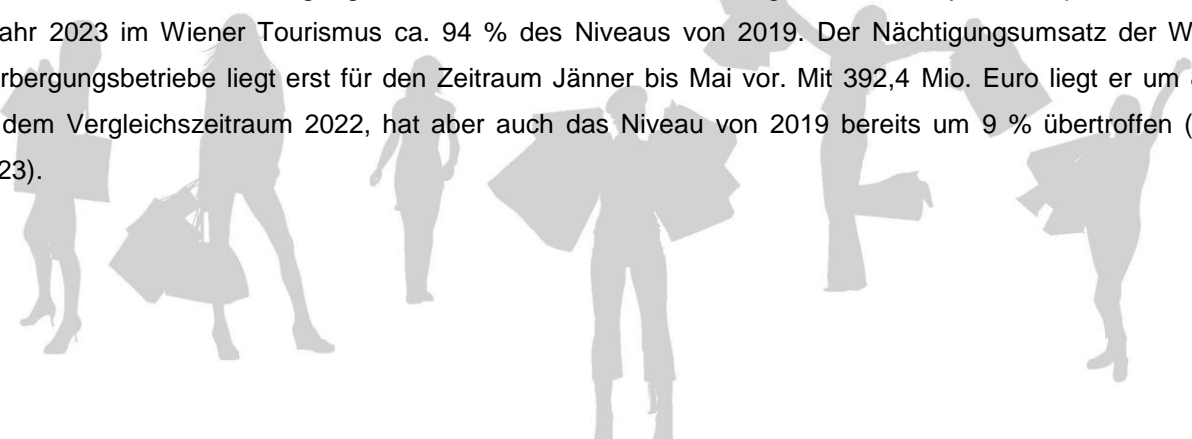 ahr 2023 im Wiener Tourismus ca. 94 % des Niveaus von 2019. Der Nächtigungsumsatz der W
rbergungsbetriebe liegt erst für den Zeitraum Jänner bis Mai vor. Mit 392,4 Mio. Euro liegt er um
dem Vergleichszeitraum 2022, hat aber auch das Niveau von 2019 bereits um 9 % übertroffen (
23).